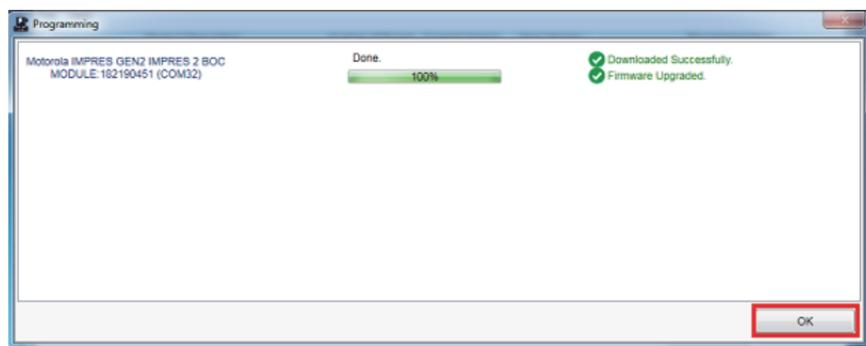 Programming
Motorola IMPRES GEN2 IMPRES 2 BOC
MODULE:182190451 (COM32)
Done.
100%
Downloaded Successfully.
Firmware Upgraded.
OK